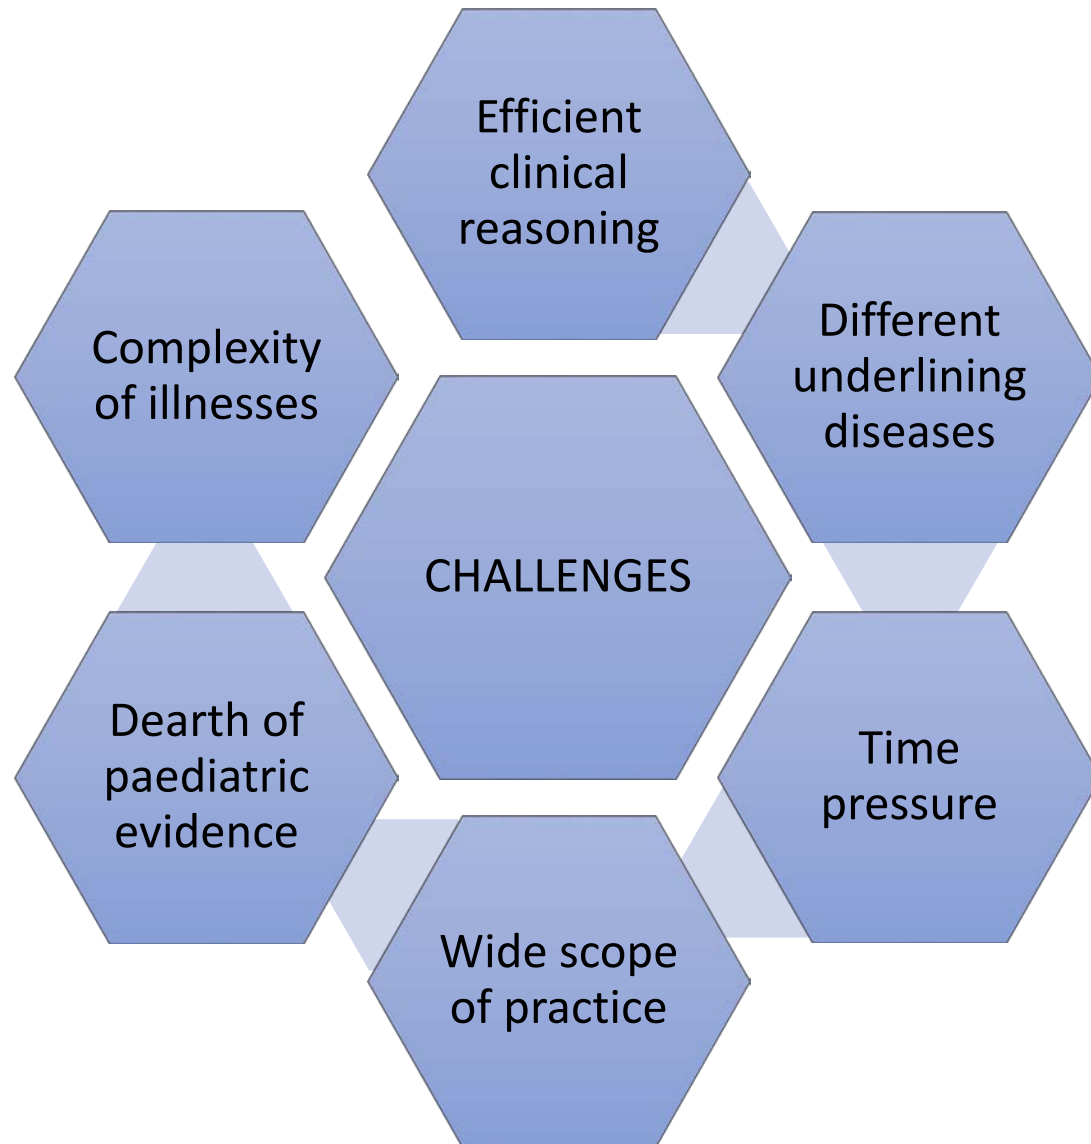 Efficient
clinical
reasoning
Different
underlining
diseases
Time
pressure
Wide scope
of practice
Dearth of
paediatric
evidence
Complexity
of illnesses
CHALLENGES